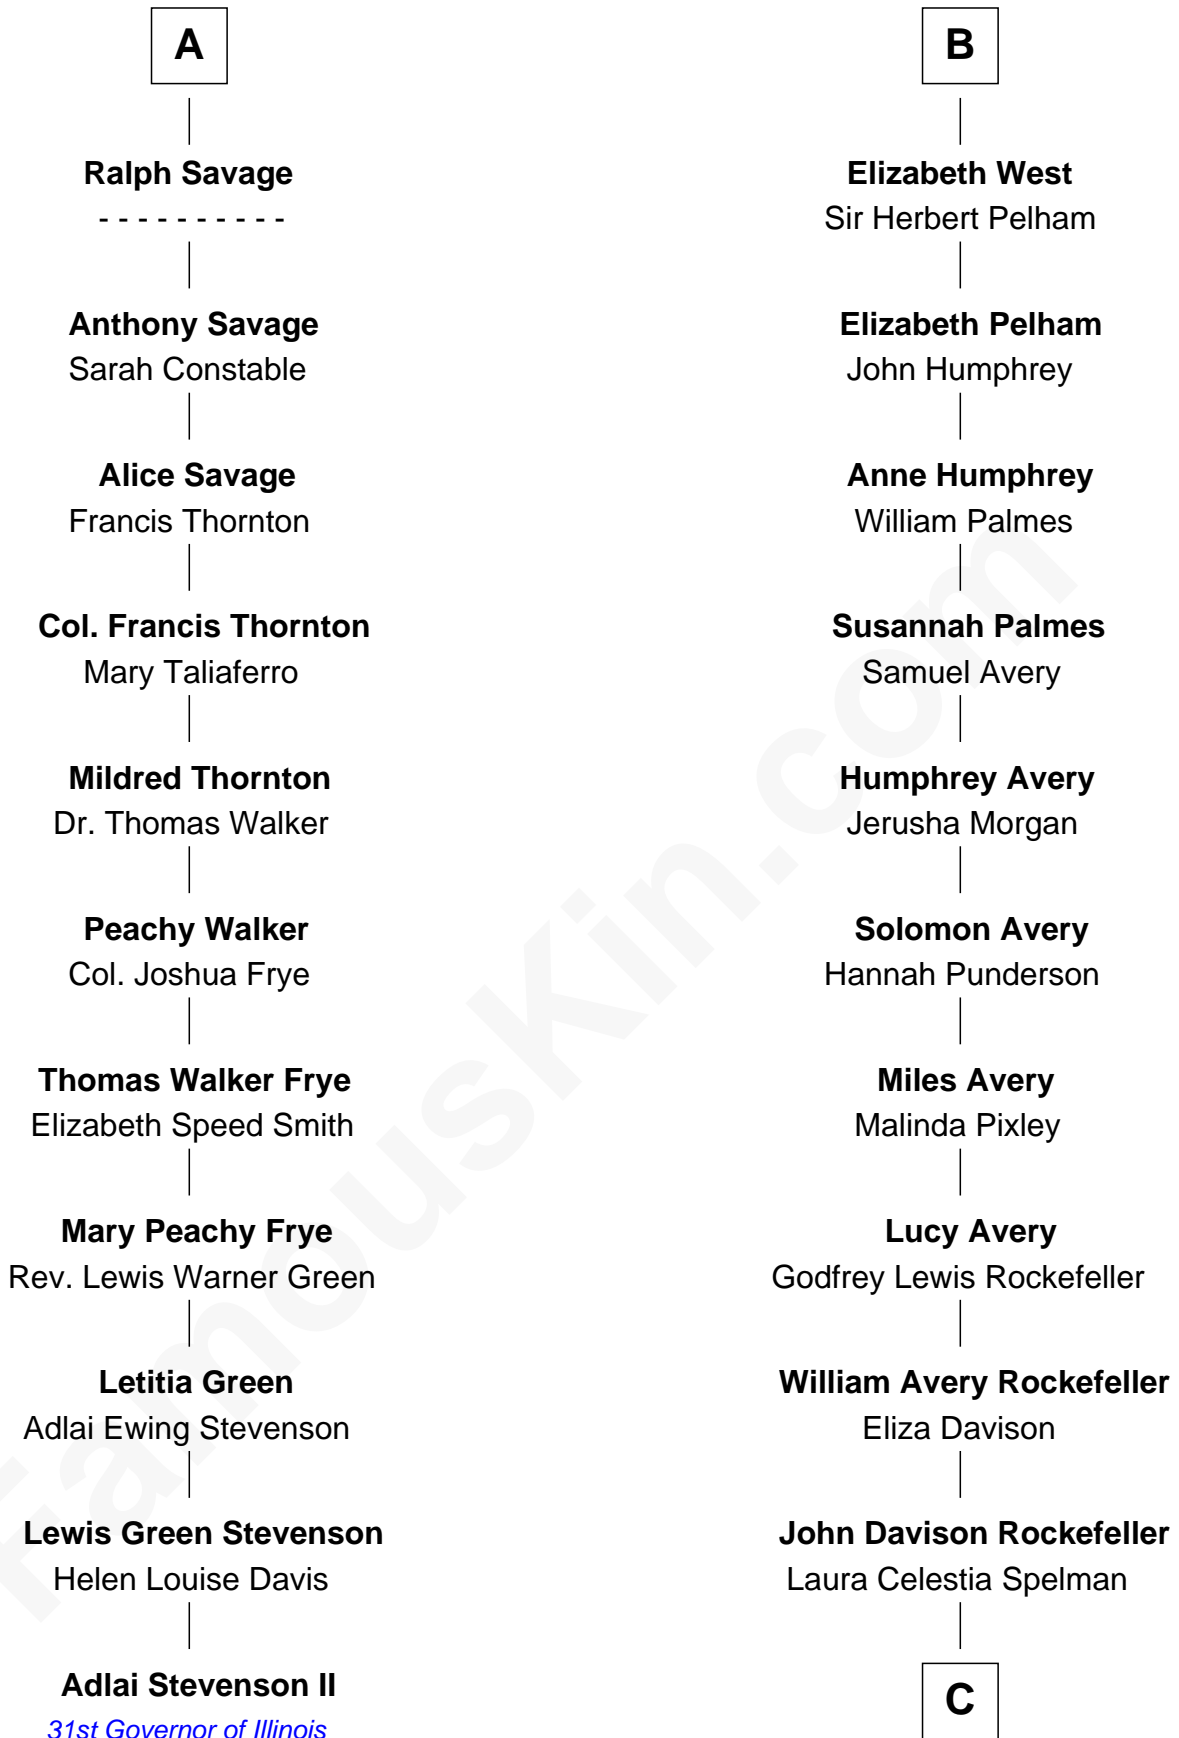 A
Ralph Savage
- - - - - - - - - -
Anthony Savage
Sarah Constable
Alice Savage
Francis Thornton
Col. Francis Thornton
Mary Taliaferro
Mildred Thornton
Dr. Thomas Walker
Peachy Walker
Col. Joshua Frye
Thomas Walker Frye
Elizabeth Speed Smith
Mary Peachy Frye
Rev. Lewis Warner Green
Letitia Green
Adlai Ewing Stevenson
Lewis Green Stevenson
Helen Louise Davis
Adlai Stevenson II
31st Governor of Illinois
B
Elizabeth West
Sir Herbert Pelham
Elizabeth Pelham
John Humphrey
Anne Humphrey
William Palmes
Susannah Palmes
Samuel Avery
Humphrey Avery
Jerusha Morgan
Solomon Avery
Hannah Punderson
Miles Avery
Malinda Pixley
Lucy Avery
Godfrey Lewis Rockefeller
William Avery Rockefeller
Eliza Davison
John Davison Rockefeller
Laura Celestia Spelman
C
FamousKin.com